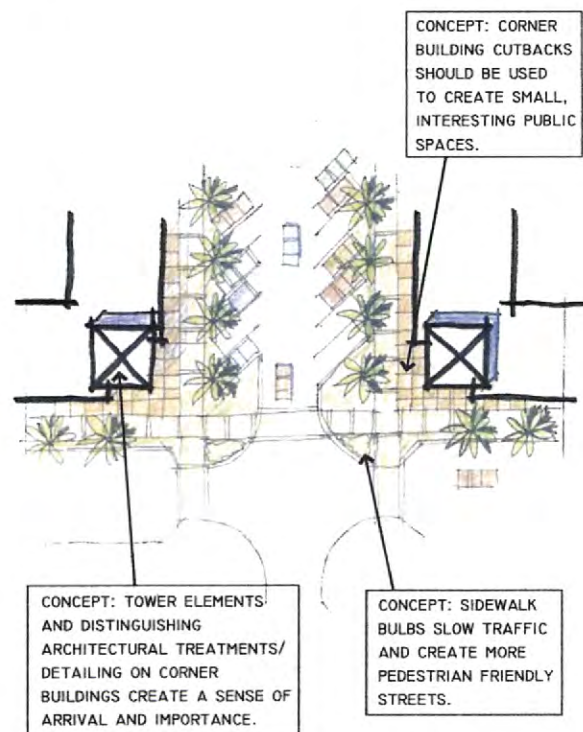 CONCEPT: CORNER
BUILDING CUTBACKS
SHOULD BE USED
TO CREATE SMALL,
INTERESTING PUBLIC
SPACES.
CONCEPT: TOWER ELEMENTS
AND DISTINGUISHING
ARCHITECTURAL TREATMENTS/
DETAILING ON CORNER
BUILDINGS CREATE A SENSE OF
ARRIVAL AND IMPORTANCE.
CONCEPT: SIDEWALK
BULBS SLOW TRAFFIC
AND CREATE MORE
PEDESTRIAN FRIENDLY
STREETS.